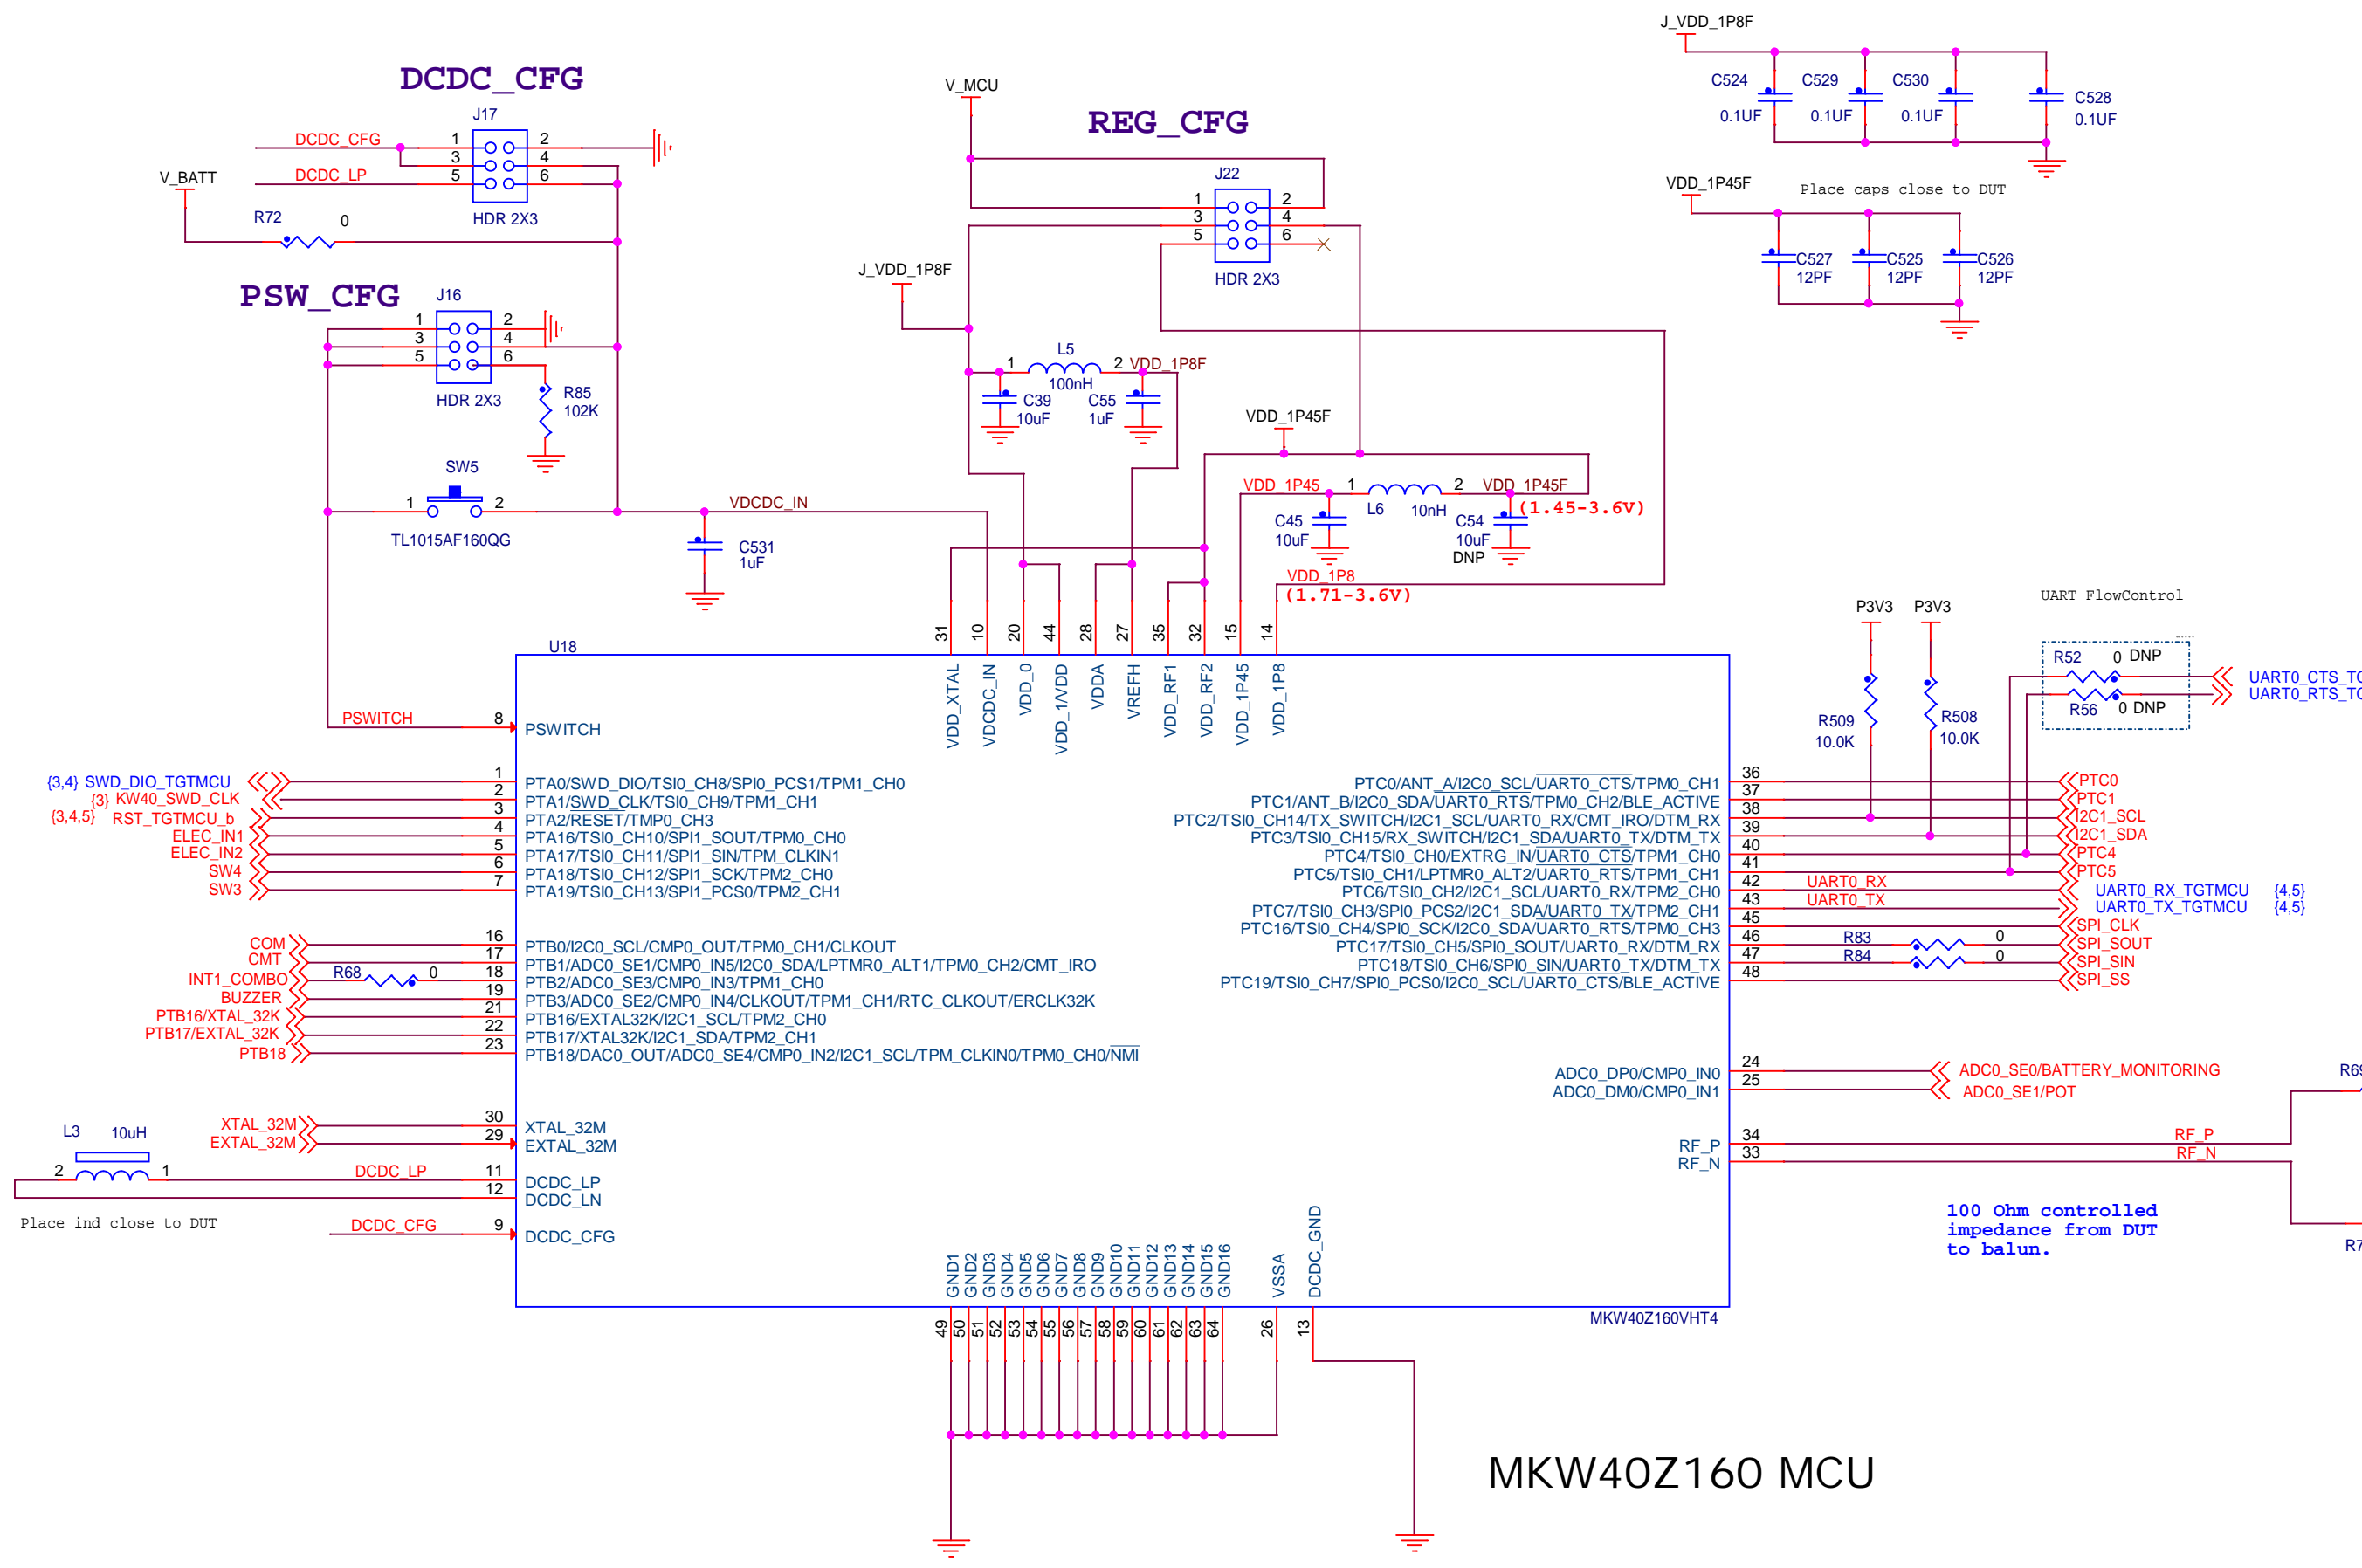 DCDC_CFG
J17
DCDC_CFG
1 2
3 4
DCDC_LP
5 6
HDR 2X3
V_BATT
R72 0
PSW_CFG
J16
1 2
3 4
5 6
HDR 2X3
R85
102K
SW5
1 2
TL1015AF160QG
VDCDC_IN
C531
1uF
V_MCU
REG_CFG
J22
1 2
3 4
5 6
HDR 2X3
J_VDD_1P8F
L5
1 2 VDD_1P8F
100nH
C39
10uF
C55
1uF
VDD_1P45F
VDD_1P45 1 2 VDD_1P45F
(1.45-3.6V)
L6 10nH
C45
10uF
C54
10uF
DNP
VDD_1P8
(1.71-3.6V)
J_VDD_1P8F
C524
0.1UF
C529
0.1UF
C530
0.1UF
C528
0.1UF
VDD_1P45F
Place caps close to DUT
C527
12PF
C525
12PF
C526
12PF
UART FlowControl
P3V3 P3V3
R52 0 DNP
R56 0 DNP
UART0_CTS_TG
UART0_RTS_TG
R509
10.0K
R508
10.0K
U18
31 VDD_XTAL
10 VDCDC_IN
20 VDD_0
44 VDD_1/VDD
28 VDDA
27 VREFH
35 VDD_RF1
32 VDD_RF2
15 VDD_1P45
14 VDD_1P8
PSWITCH 8 PSWITCH
{3,4} SWD_DIO_TGTMCU 1 PTA0/SWD_DIO/TSI0_CH8/SPI0_PCS1/TPM1_CH0
{3} KW40_SWD_CLK 2 PTA1/SWD_CLK/TSI0_CH9/TPM1_CH1
{3,4,5} RST_TGTMCU_b 3 PTA2/RESET/TMP0_CH3
ELEC_IN1 4 PTA16/TSI0_CH10/SPI1_SOUT/TPM0_CH0
ELEC_IN2 5 PTA17/TSI0_CH11/SPI1_SIN/TPM_CLKIN1
SW4 6 PTA18/TSI0_CH12/SPI1_SCK/TPM2_CH0
SW3 7 PTA19/TSI0_CH13/SPI1_PCS0/TPM2_CH1
COM 16 PTB0/I2C0_SCL/CMP0_OUT/TPM0_CH1/CLKOUT
CMT 17 PTB1/ADC0_SE1/CMP0_IN5/I2C0_SDA/LPTMR0_ALT1/TPM0_CH2/CMT_IRO
INT1_COMBO R68 0 18 PTB2/ADC0_SE3/CMP0_IN3/TPM1_CH0
BUZZER 19 PTB3/ADC0_SE2/CMP0_IN4/CLKOUT/TPM1_CH1/RTC_CLKOUT/ERCLK32K
PTB16/XTAL_32K 21 PTB16/EXTAL32K/I2C1_SCL/TPM2_CH0
PTB17/EXTAL_32K 22 PTB17/XTAL32K/I2C1_SDA/TPM2_CH1
PTB18 23 PTB18/DAC0_OUT/ADC0_SE4/CMP0_IN2/I2C1_SCL/TPM_CLKIN0/TPM0_CH0/NMI
XTAL_32M 30 XTAL_32M
EXTAL_32M 29 EXTAL_32M
L3 10uH
2 1 DCDC_LP 11 DCDC_LP
12 DCDC_LN
Place ind close to DUT
DCDC_CFG 9 DCDC_CFG
PTC0/ANT_A/I2C0_SCL/UART0_CTS/TPM0_CH1 36 PTC0
PTC1/ANT_B/I2C0_SDA/UART0_RTS/TPM0_CH2/BLE_ACTIVE 37 PTC1
PTC2/TSI0_CH14/TX_SWITCH/I2C1_SCL/UART0_RX/CMT_IRO/DTM_RX 38 I2C1_SCL
PTC3/TSI0_CH15/RX_SWITCH/I2C1_SDA/UART0_TX/DTM_TX 39 I2C1_SDA
PTC4/TSI0_CH0/EXTRG_IN/UART0_CTS/TPM1_CH0 40 PTC4
PTC5/TSI0_CH1/LPTMR0_ALT2/UART0_RTS/TPM1_CH1 41 PTC5
PTC6/TSI0_CH2/I2C1_SCL/UART0_RX/TPM2_CH0 42 UART0_RX UART0_RX_TGTMCU {4,5}
PTC7/TSI0_CH3/SPI0_PCS2/I2C1_SDA/UART0_TX/TPM2_CH1 43 UART0_TX UART0_TX_TGTMCU {4,5}
PTC16/TSI0_CH4/SPI0_SCK/I2C0_SDA/UART0_RTS/TPM0_CH3 45 SPI_CLK
PTC17/TSI0_CH5/SPI0_SOUT/UART0_RX/DTM_RX 46 R83 0 SPI_SOUT
PTC18/TSI0_CH6/SPI0_SIN/UART0_TX/DTM_TX 47 R84 0 SPI_SIN
PTC19/TSI0_CH7/SPI0_PCS0/I2C0_SCL/UART0_CTS/BLE_ACTIVE 48 SPI_SS
ADC0_DP0/CMP0_IN0 24 ADC0_SE0/BATTERY_MONITORING
ADC0_DM0/CMP0_IN1 25 ADC0_SE1/POT
R69
RF_P 34 RF_P
RF_N 33 RF_N
100 Ohm controlled
impedance from DUT
to balun.
R7
GND1 49
GND2 50
GND3 51
GND4 52
GND5 53
GND6 54
GND7 55
GND8 56
GND9 57
GND10 58
GND11 59
GND12 60
GND13 61
GND14 62
GND15 63
GND16 64
VSSA 26
DCDC_GND 13
MKW40Z160VHT4
MKW40Z160 MCU